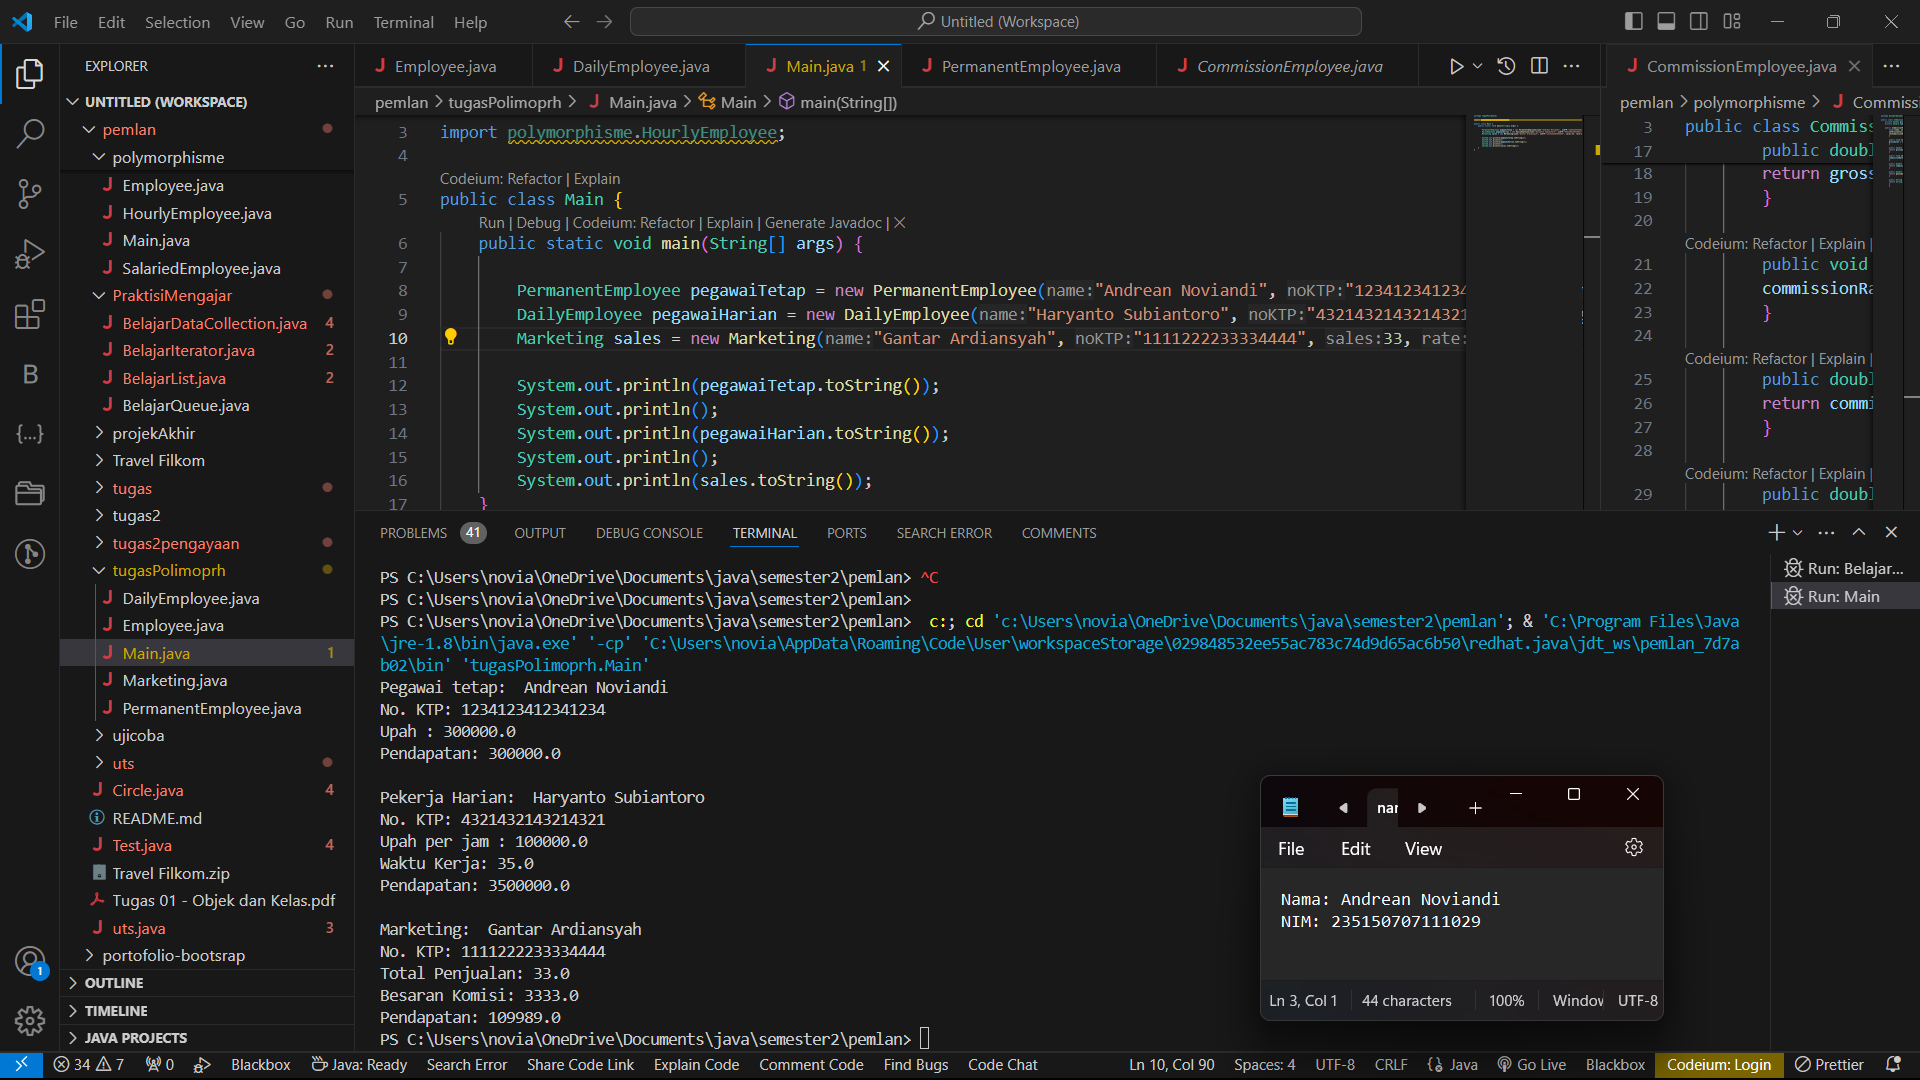 File Edit Selection View Go Run Terminal Help
Untitled (Workspace)
EXPLORER
UNTITLED (WORKSPACE)
pemlan
polymorphisme
Employee.java
HourlyEmployee.java
Main.java
SalariedEmployee.java
PraktisiMengajar
BelajarDataCollection.java 4
BelajarIterator.java 2
BelajarList.java 2
BelajarQueue.java
projekAkhir
Travel Filkom
tugas
tugas2
tugas2pengayaan
tugasPolimoprh
DailyEmployee.java
Employee.java
Main.java 1
Marketing.java
PermanentEmployee.java
ujicoba
uts
Circle.java 4
README.md
Test.java 4
Travel Filkom.zip
Tugas 01 - Objek dan Kelas.pdf
uts.java 3
portofolio-bootsrap
OUTLINE
TIMELINE
JAVA PROJECTS
Employee.java DailyEmployee.java Main.java 1 PermanentEmployee.java CommissionEmployee.java
pemlan > tugasPolimoprh > Main.java > Main > main(String[])
3 import polymorphisme.HourlyEmployee;
4
Codeium: Refactor | Explain
5 public class Main {
Run | Debug | Codeium: Refactor | Explain | Generate Javadoc | X
6 public static void main(String[] args) {
7
8 PermanentEmployee pegawaiTetap = new PermanentEmployee(name:"Andrean Noviandi", noKTP:"123412341234
9 DailyEmployee pegawaiHarian = new DailyEmployee(name:"Haryanto Subiantoro", noKTP:"4321432143214321
10 Marketing sales = new Marketing(name:"Gantar Ardiansyah", noKTP:"1111222233334444", sales:33, rate:
11
12 System.out.println(pegawaiTetap.toString());
13 System.out.println();
14 System.out.println(pegawaiHarian.toString());
15 System.out.println();
16 System.out.println(sales.toString());
17 }
CommissionEmployee.java
pemlan > polymorphisme > Commiss
3 public class Commiss
17 public doubl
18 return gross
19 }
20
Codeium: Refactor | Explain |
21 public void
22 commissionRa
23 }
24
Codeium: Refactor | Explain |
25 public doubl
26 return commi
27 }
28
Codeium: Refactor | Explain |
29 public doubl
PROBLEMS 41 OUTPUT DEBUG CONSOLE TERMINAL PORTS SEARCH ERROR COMMENTS
Run: Belajar...
Run: Main
PS C:\Users\novia\OneDrive\Documents\java\semester2\pemlan> ^C
PS C:\Users\novia\OneDrive\Documents\java\semester2\pemlan>
PS C:\Users\novia\OneDrive\Documents\java\semester2\pemlan> c:; cd 'c:\Users\novia\OneDrive\Documents\java\semester2\pemlan'; & 'C:\Program Files\Java
\jre-1.8\bin\java.exe' '-cp' 'C:\Users\novia\AppData\Roaming\Code\User\workspaceStorage\029848532ee55ac783c74d9d65ac6b50\redhat.java\jdt_ws\pemlan_7d7a
b02\bin' 'tugasPolimoprh.Main'
Pegawai tetap: Andrean Noviandi
No. KTP: 1234123412341234
Upah : 300000.0
Pendapatan: 300000.0
Pekerja Harian: Haryanto Subiantoro
No. KTP: 4321432143214321
Upah per jam : 100000.0
Waktu Kerja: 35.0
Pendapatan: 3500000.0
Marketing: Gantar Ardiansyah
No. KTP: 1111222233334444
Total Penjualan: 33.0
Besaran Komisi: 3333.0
Pendapatan: 109989.0
PS C:\Users\novia\OneDrive\Documents\java\semester2\pemlan>
nar
File Edit View
Nama: Andrean Noviandi
NIM: 235150707111029
Ln 3, Col 1 44 characters 100% Window UTF-8
34 7 0 Blackbox Java: Ready Search Error Share Code Link Explain Code Comment Code Find Bugs Code Chat Ln 10, Col 90 Spaces: 4 UTF-8 CRLF {} Java Go Live Blackbox Codeium: Login Prettier